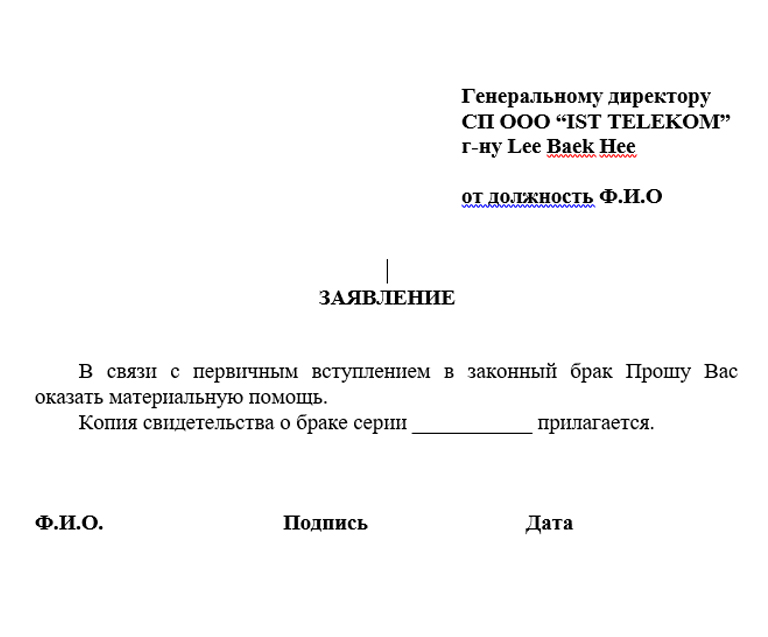 Генеральному директору
СП ООО “IST TELEKOM”
г-ну Lee Baek Hee
от должность Ф.И.О
ЗАЯВЛЕНИЕ
В связи с первичным вступлением в законный брак Прошу Вас
оказать материальную помощь.
Копия свидетельства о браке серии ___________ прилагается.
Ф.И.О. Подпись Дата